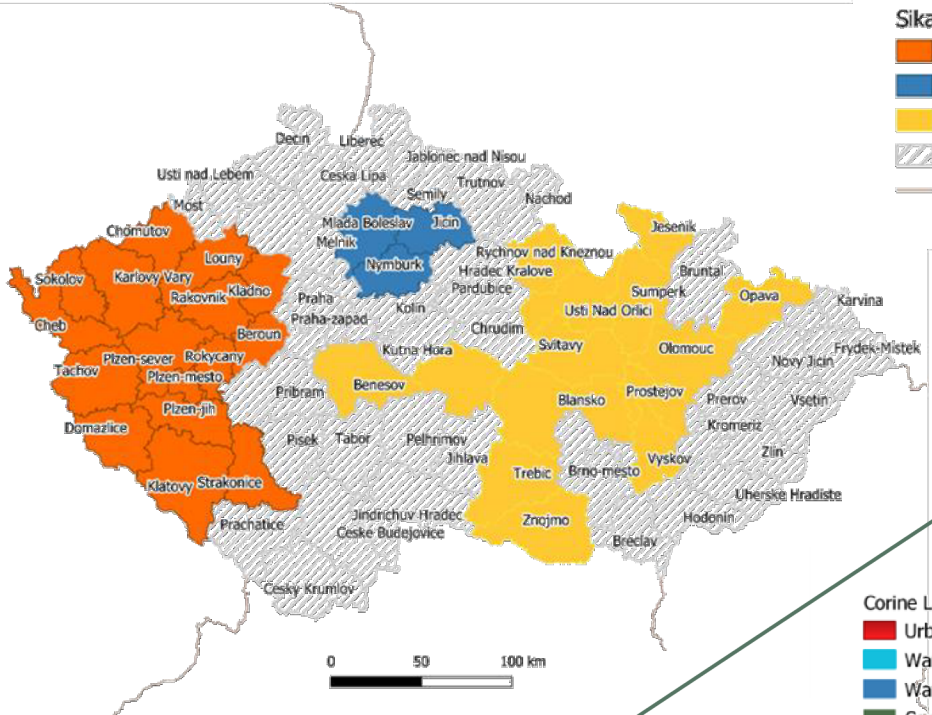 Sika
Decin
Liberec
Jablonec nad Nisou
Usti nad Lebem
Ceska Lipa
Trutnov
Semily
Nachod
Most
Chomutov
Mlada Boleslav
Jicin
Melnik
Jesenik
Louny
Rychnov nad Kneznou
Sokolov
Karlovy Vary
Nymburk
Hradec Kralove
Bruntal
Rakovnik
Kladno
Pardubice
Sumperk
Opava
Praha
Karvina
Kolin
Usti Nad Orlici
Cheb
Praha-zapad
Chrudim
Beroun
Svitavy
Olomouc
Frydek-Mistek
Kutna Hora
Plzen-sever
Rokycany
Novy Jicin
Tachov
Plzen-mesto
Benesov
Pribram
Prostejov
Blansko
Prerov
Vsetin
Plzen-jih
Domazlice
Kromeriz
Pisek
Tabor
Pelhrimov
Jihlava
Vyskov
Zlin
Trebic
Brno-mesto
Klatovy
Strakonice
Uherske Hradiste
Jindrichuv Hradec
Znojmo
Hodonin
Prachatice
Ceske Budejovice
Breclav
Cesky Krumlov
0 50 100 km
Corine L
Urb
Wa
Wa